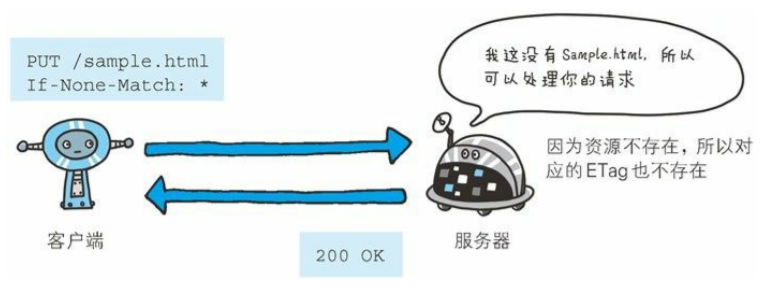 PUT /sample.html
If-None-Match: *
我这没有Sample.html，所以
可以处理你的请求
因为资源不存在，所以对
应的ETag也不存在
客户端
服务器
200 OK